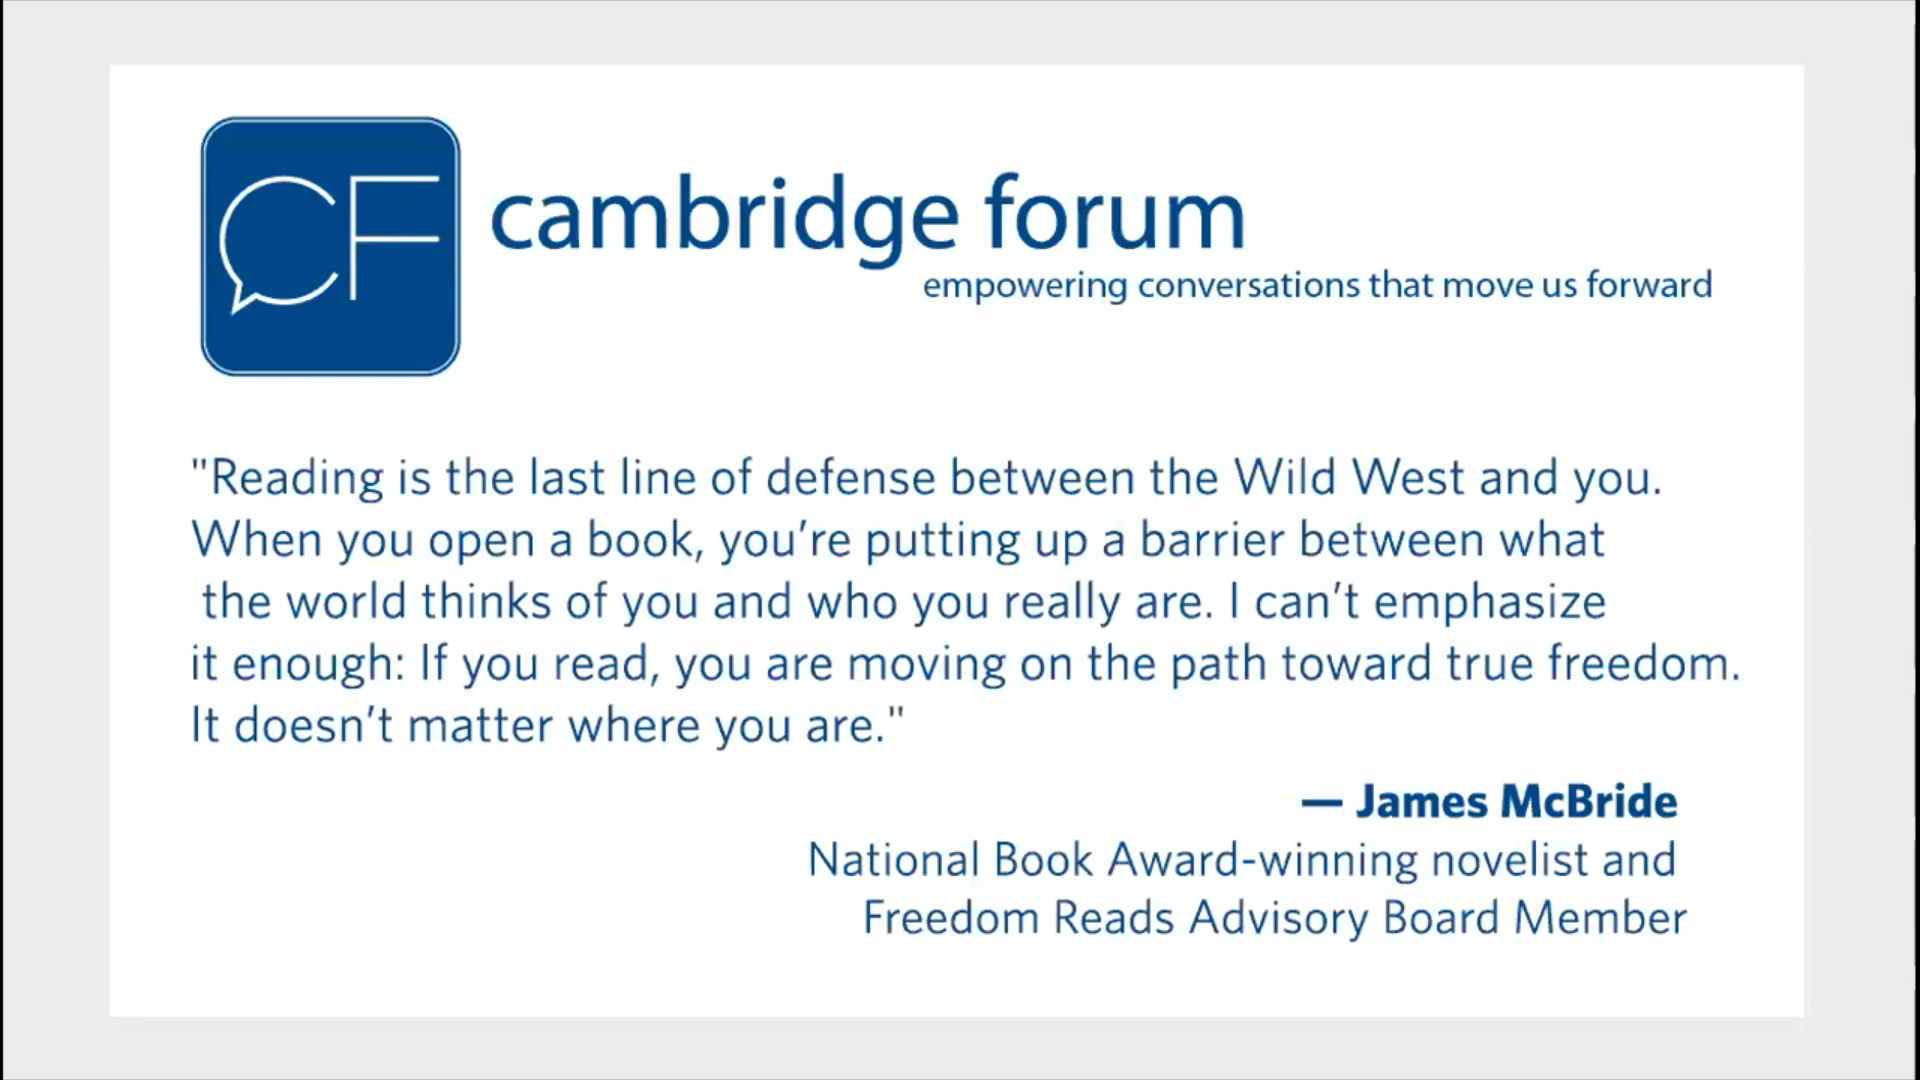 CF
cambridge forum
empowering conversations that move us forward
"Reading is the last line of defense between the Wild West and you.
When you open a book, you’re putting up a barrier between what
the world thinks of you and who you really are. I can’t emphasize
it enough: If you read, you are moving on the path toward true freedom.
It doesn’t matter where you are."
— James McBride
National Book Award-winning novelist and
Freedom Reads Advisory Board Member